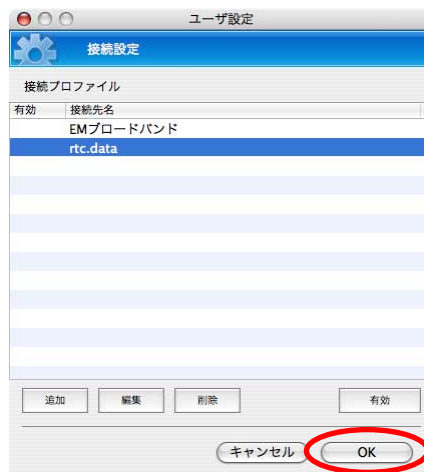 ユーザ設定
接続設定
接続プロファイル
有効 接続先名
EMブロードバンド
rtc.data
追加 編集 削除 有効
キャンセル OK